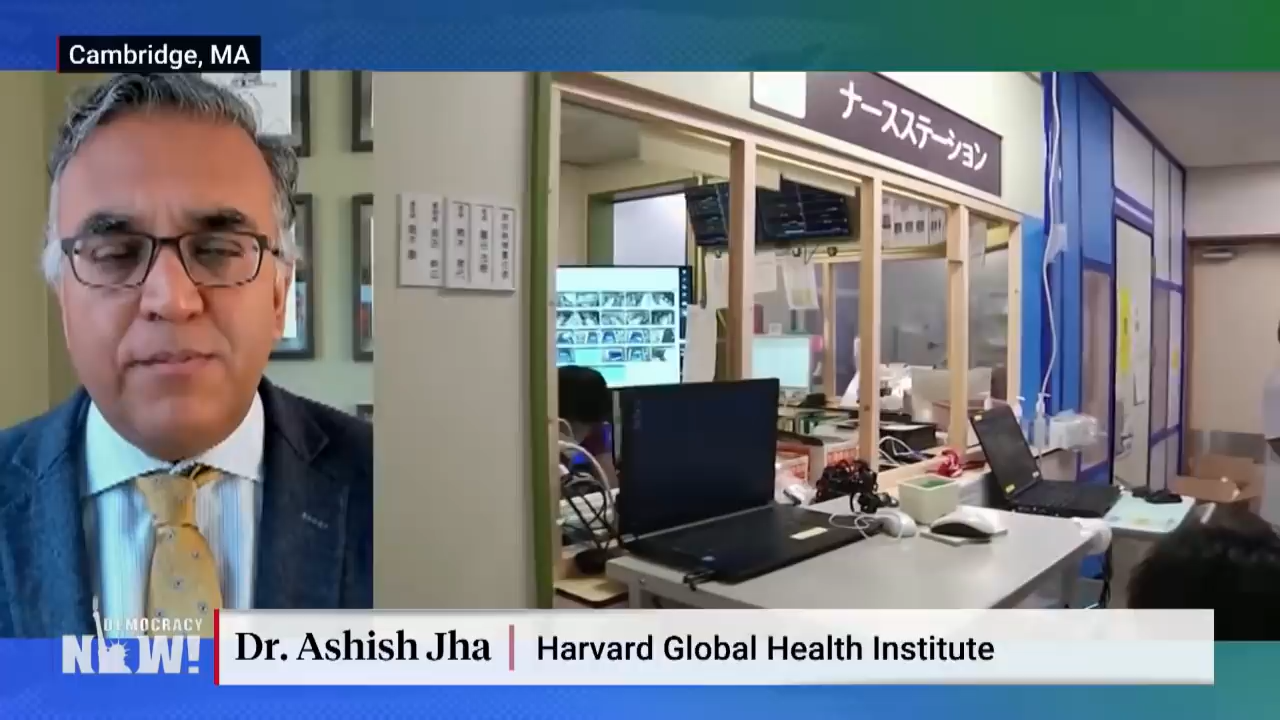 Cambridge, MA
ナースステーション
DEMOCRACY
NOW!
Dr. Ashish Jha
Harvard Global Health Institute